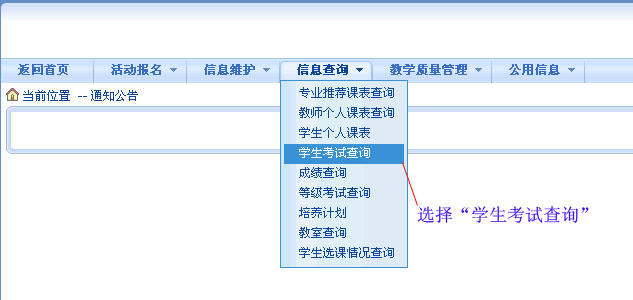 返回首页 活动报名 信息维护 信息查询 教学质量管理 公用信息
当前位置 -- 通知公告
专业推荐课表查询
教师个人课表查询
学生个人课表
学生考试查询
成绩查询
等级考试查询
培养计划
教室查询
学生选课情况查询
选择“学生考试查询”